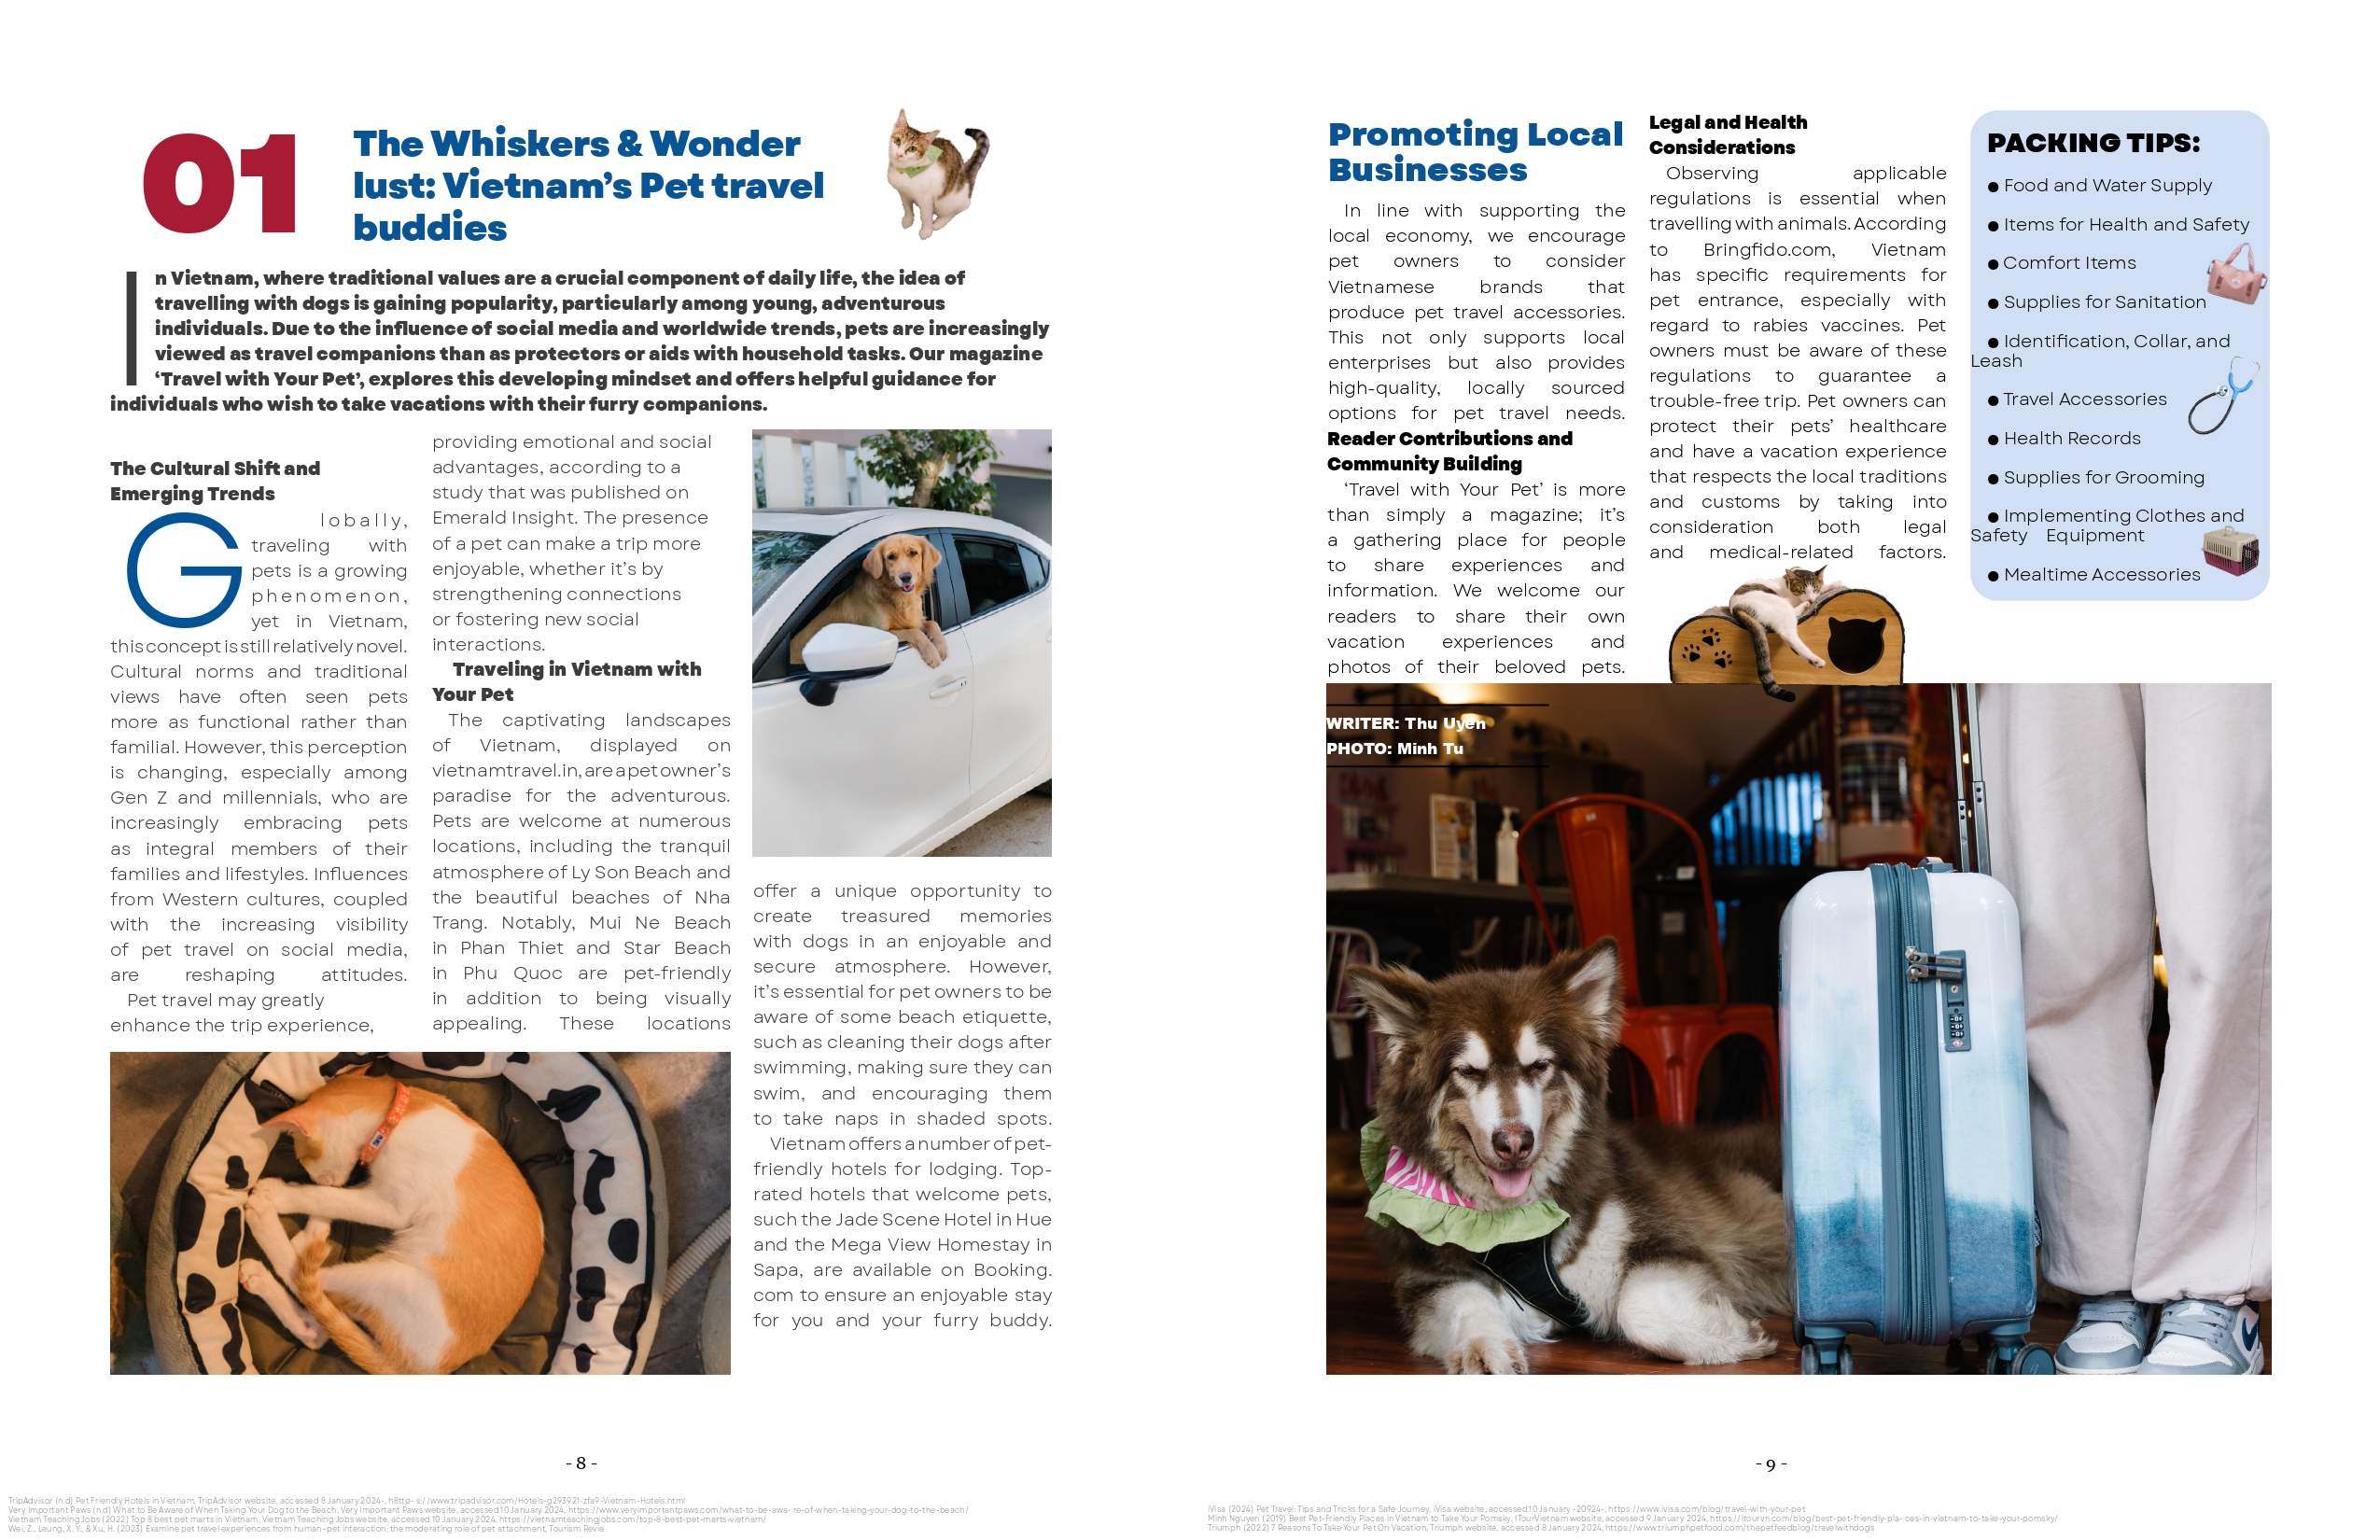 01
The Whiskers & Wonder
lust: Vietnam's Pet travel
buddies
In Vietnam, where traditional values are a crucial component of daily life, the idea of
travelling with dogs is gaining popularity, particularly among young, adventurous
individuals. Due to the influence of social media and worldwide trends, pets are increasingly
viewed as travel companions than as protectors or aids with household tasks. Our magazine
‘Travel with Your Pet’, explores this developing mindset and offers helpful guidance for
individuals who wish to take vacations with their furry companions.
The Cultural Shift and
Emerging Trends
Globally,
traveling with
pets is a growing
phenomenon,
yet in Vietnam,
this concept is still relatively novel.
Cultural norms and traditional
views have often seen pets
more as functional rather than
familial. However, this perception
is changing, especially among
Gen Z and millennials, who are
increasingly embracing pets
as integral members of their
families and lifestyles. Influences
from Western cultures, coupled
with the increasing visibility
of pet travel on social media,
are reshaping attitudes.
Pet travel may greatly
enhance the trip experience,
providing emotional and social
advantages, according to a
study that was published on
Emerald Insight. The presence
of a pet can make a trip more
enjoyable, whether it's by
strengthening connections
or fostering new social
interactions.
Traveling in Vietnam with
Your Pet
The captivating landscapes
of Vietnam, displayed on
vietnamtravel.in, are a pet owner's
paradise for the adventurous.
Pets are welcome at numerous
locations, including the tranquil
atmosphere of Ly Son Beach and
the beautiful beaches of Nha
Trang. Notably, Mui Ne Beach
in Phan Thiet and Star Beach
in Phu Quoc are pet-friendly
in addition to being visually
appealing. These locations
offer a unique opportunity to
create treasured memories
with dogs in an enjoyable and
secure atmosphere. However,
it's essential for pet owners to be
aware of some beach etiquette,
such as cleaning their dogs after
swimming, making sure they can
swim, and encouraging them
to take naps in shaded spots.
Vietnam offers a number of pet-
friendly hotels for lodging. Top-
rated hotels that welcome pets,
such the Jade Scene Hotel in Hue
and the Mega View Homestay in
Sapa, are available on Booking.
com to ensure an enjoyable stay
for you and your furry buddy.
- 8 -
TripAdvisor (n.d) Pet Friendly Hotels in Vietnam, TripAdvisor website, accessed 8 January 2024-, h8ttp- s://www.tripadvisor.com/Hotels-g293921-zfa9-Vietnam-Hotels.html
Very Important Paws (n.d) What to Be Aware of When Taking Your Dog to the Beach, Very Important Paws website, accessed 10 January 2024, https://www.veryimportantpaws.com/what-to-be-aws- re-of-when-taking-your-dog-to-the-beach/
Vietnam Teaching Jobs (2022) Top 8 best pet marts in Vietnam, Vietnam Teaching Jobs website, accessed 10 January 2024, https://vietnamteachingjobs.com/top-8-best-pet-marts-vietnam/
Wei, Z., Leung, X. Y., & Xu, H. (2023) Examine pet travel experiences from human-pet interaction: the moderating role of pet attachment, Tourism Revie
Promoting Local
Businesses
In line with supporting the
local economy, we encourage
pet owners to consider
Vietnamese brands that
produce pet travel accessories.
This not only supports local
enterprises but also provides
high-quality, locally sourced
options for pet travel needs.
Reader Contributions and
Community Building
‘Travel with Your Pet’ is more
than simply a magazine; it's
a gathering place for people
to share experiences and
information. We welcome our
readers to share their own
vacation experiences and
photos of their beloved pets.
Legal and Health
Considerations
Observing applicable
regulations is essential when
travelling with animals. According
to Bringfido.com, Vietnam
has specific requirements for
pet entrance, especially with
regard to rabies vaccines. Pet
owners must be aware of these
regulations to guarantee a
trouble-free trip. Pet owners can
protect their pets’ healthcare
and have a vacation experience
that respects the local traditions
and customs by taking into
consideration both legal
and medical-related factors.
PACKING TIPS:
● Food and Water Supply
● Items for Health and Safety
● Comfort Items
● Supplies for Sanitation
● Identification, Collar, and
Leash
● Travel Accessories
● Health Records
● Supplies for Grooming
● Implementing Clothes and
Safety Equipment
● Mealtime Accessories
WRITER: Thu Uyên
PHOTO: Minh Tu
- 9 -
iVisa (2024) Pet Travel: Tips and Tricks for a Safe Journey, iVisa website, accessed 10 January -20924-, https://www.ivisa.com/blog/travel-with-your-pet
Minh Nguyen (2019) Best Pet-Friendly Places in Vietnam to Take Your Pomsky, iTourVietnam website, accessed 9 January 2024, https://itourvn.com/blog/best-pet-friendly-pla- ces-in-vietnam-to-take-your-pomsky/
Triumph (2022) 7 Reasons To Take Your Pet On Vacation, Triumph website, accessed 8 January 2024, https://www.triumphpetfood.com/thepetfeedblog/travelwithdogs